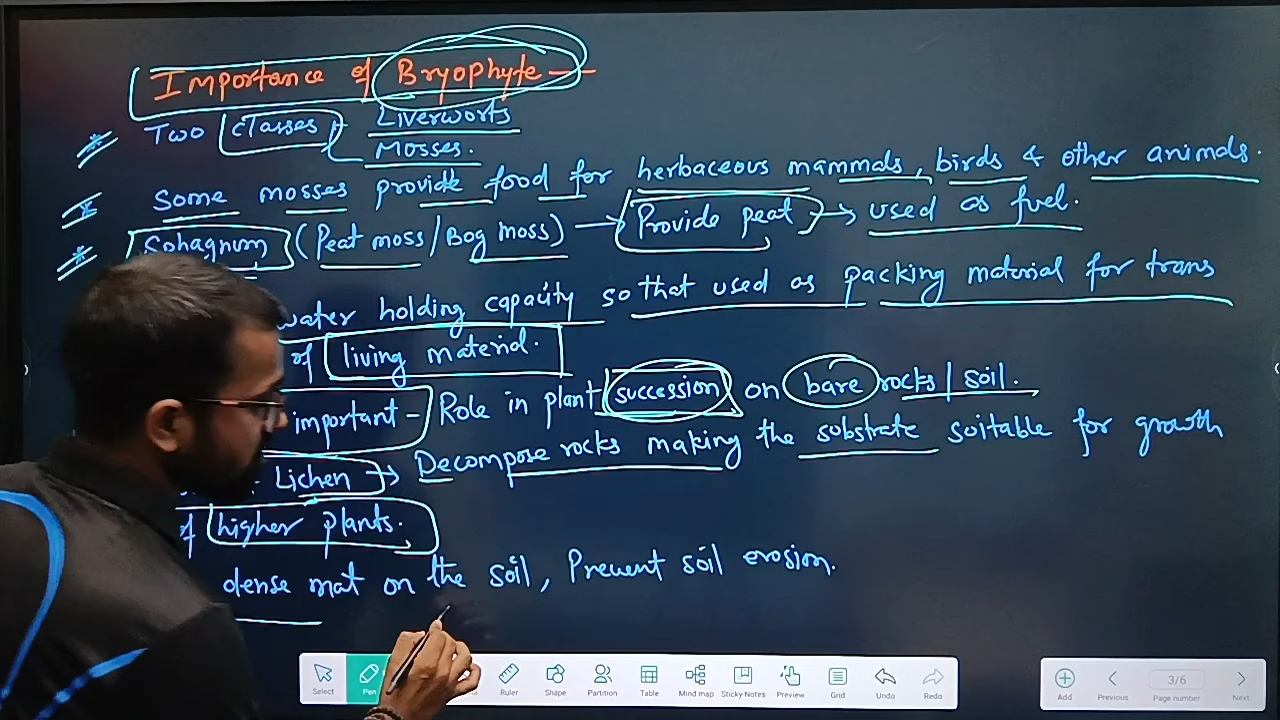 Importance of Bryophyte -
* Two classes Liverworts
Mosses.
* Some mosses provide food for herbaceous mammals, birds & other animals.
* Sphagnum (Peat moss/Bog moss) → Provide peat → used as fuel.
water holding capacity so that used as packing material for trans
of living material.
important - Role in plant succession on bare rocks/soil.
Lichen → Decompose rocks making the substrate suitable for growth
of higher plants.
dense mat on the soil, Prevent soil erosion.
Select
Pen
Ruler
Shape
Partition
Table
Mind map
Sticky Notes
Preview
Grid
Undo
Redo
Add
Previous
3/6
Page number
Next